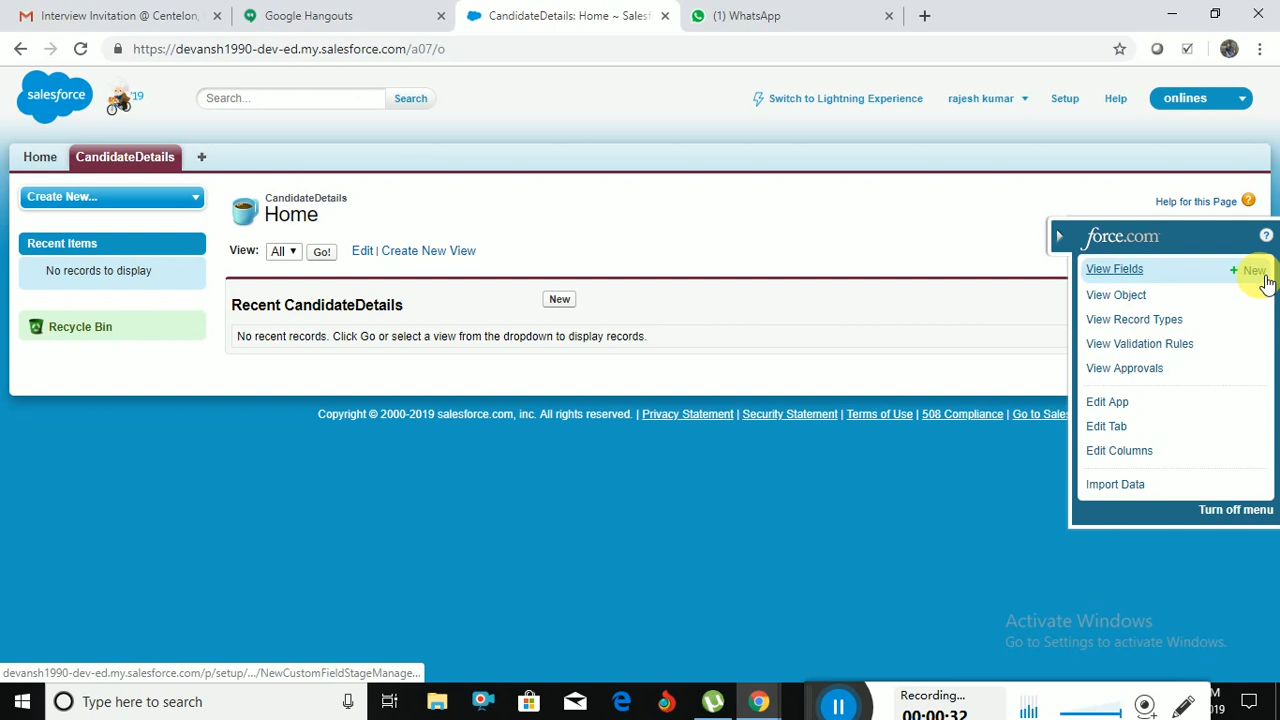 Interview Invitation @ Centelon,
Google Hangouts
CandidateDetails: Home ~ Salesf
(1) WhatsApp
https://devansh1990-dev-ed.my.salesforce.com/a07/o
salesforce
'19
Search...
Search
Switch to Lightning Experience
rajesh kumar
Setup
Help
onlines
Home
CandidateDetails
Create New...
CandidateDetails
Home
Help for this Page
View: All Go! Edit | Create New View
Recent Items
No records to display
Recycle Bin
Recent CandidateDetails
New
No recent records. Click Go or select a view from the dropdown to display records.
force.com
View Fields
New
View Object
View Record Types
View Validation Rules
View Approvals
Edit App
Edit Tab
Edit Columns
Import Data
Turn off menu
Copyright © 2000-2019 salesforce.com, inc. All rights reserved. | Privacy Statement | Security Statement | Terms of Use | 508 Compliance | Go to Sales
Activate Windows
Go to Settings to activate Windows.
devansh1990-dev-ed.my.salesforce.com/p/setup/.../NewCustomFieldStageManage...
Type here to search
Recording...
00:00:32
M
019